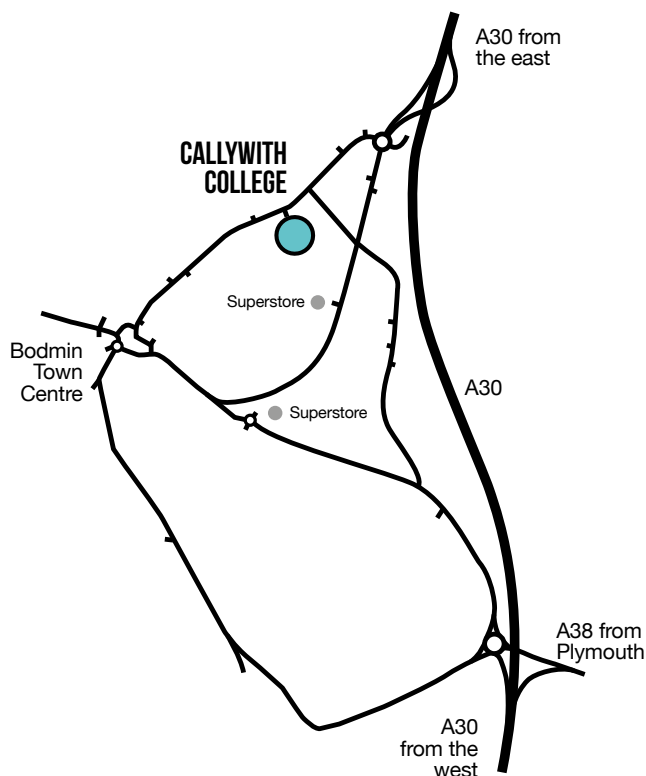 A30 from
the east
CALLYWITH
COLLEGE
Superstore
Bodmin
Town
Centre
A30
Superstore
A38 from
Plymouth
A30
from the
west